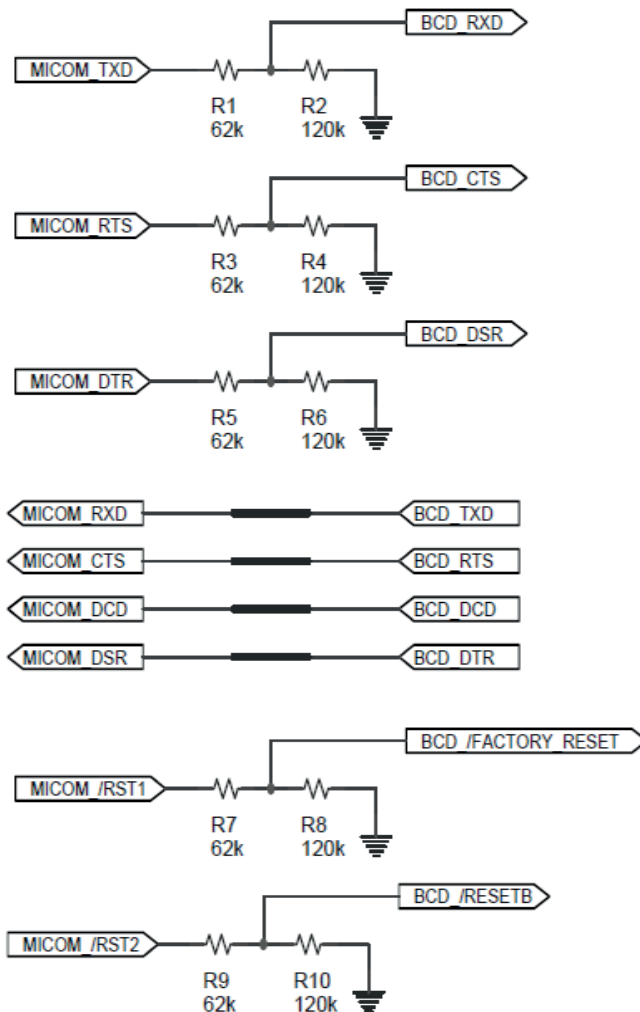 BCD_RXD
MICOM_TXD
R1 R2
62k 120k
BCD_CTS
MICOM_RTS
R3 R4
62k 120k
BCD_DSR
MICOM_DTR
R5 R6
62k 120k
MICOM_RXD BCD_TXD
MICOM_CTS BCD_RTS
MICOM_DCD BCD_DCD
MICOM_DSR BCD_DTR
BCD_/FACTORY_RESET
MICOM_/RST1
R7 R8
62k 120k
BCD_/RESETB
MICOM_/RST2
R9 R10
62k 120k